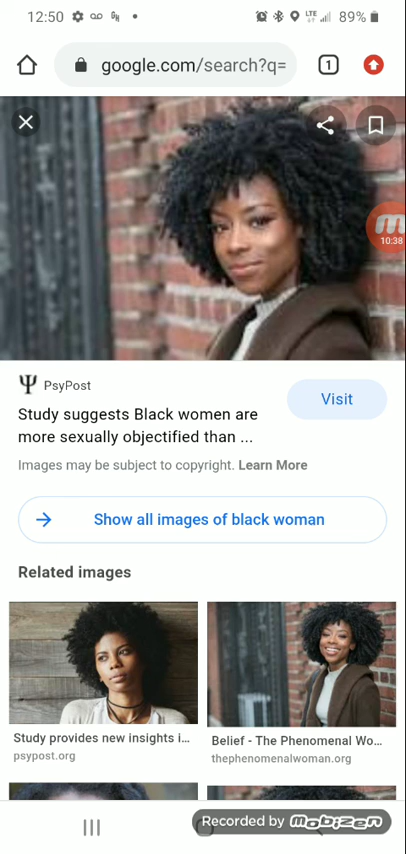 12:50
LTE
89%
google.com/search?q=
1
10:38
PsyPost
Visit
Study suggests Black women are
more sexually objectified than ...
Images may be subject to copyright. Learn More
Show all images of black woman
Related images
Study provides new insights i...
Belief - The Phenomenal Wo...
psypost.org
thephenomenalwoman.org
Recorded by mobizen